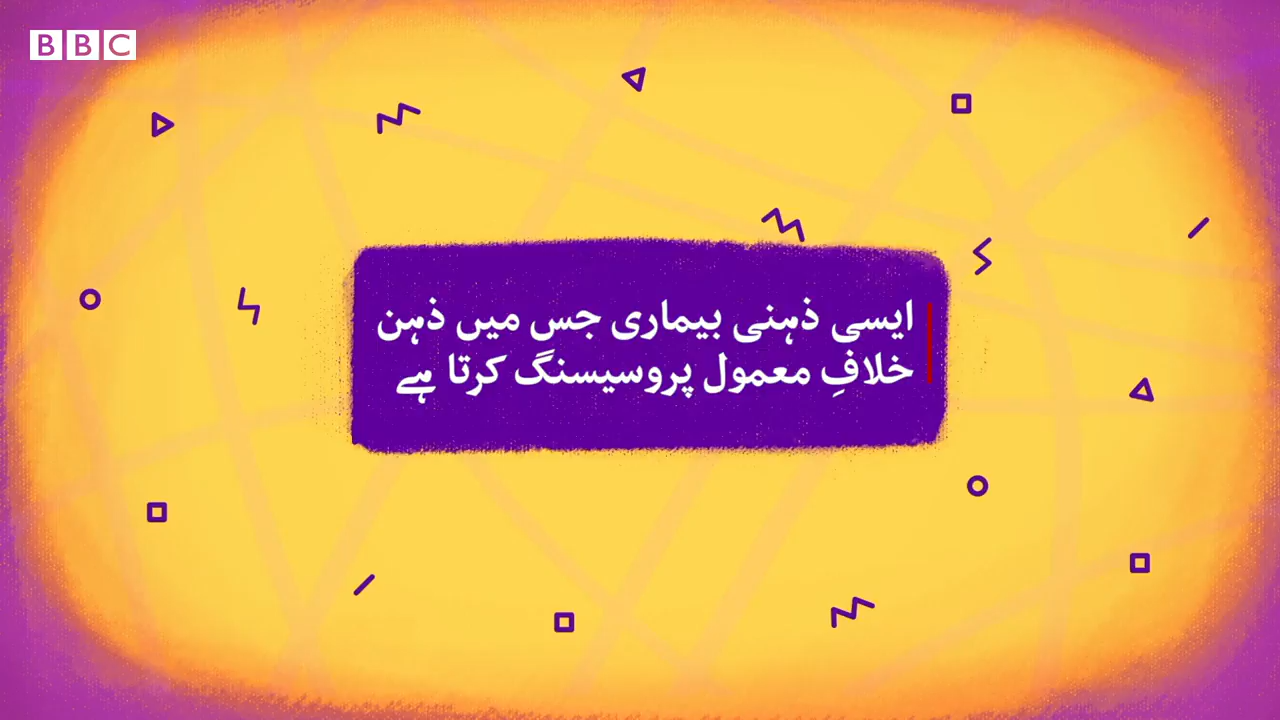 BBC
ایسی ذہنی بیماری جس میں ذہن
خلافِ معمول پروسیسنگ کرتا ہے